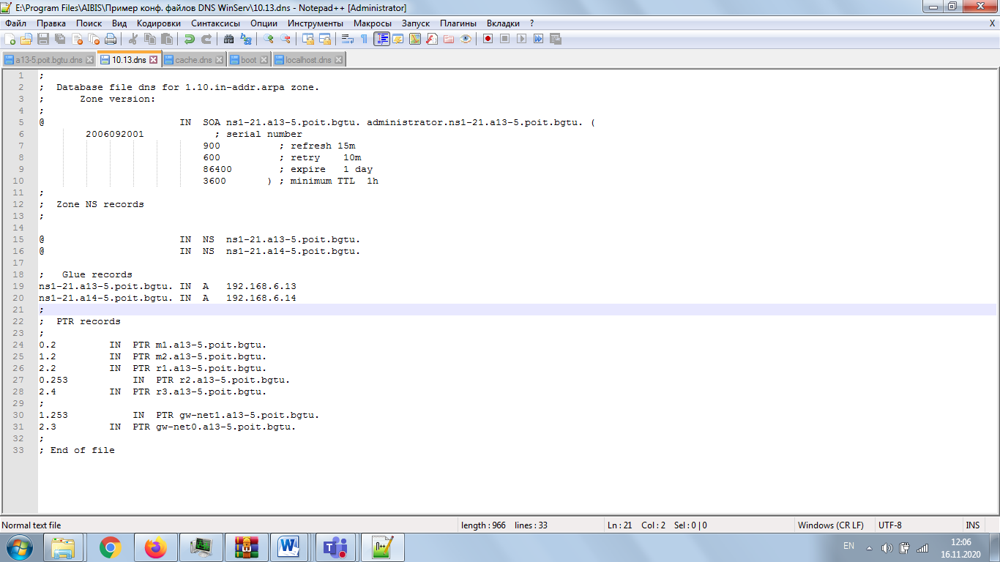 E:\Program Files\AIBIS\Пример конф. файлов DNS WinServ\10.13.dns - Notepad++ [Administrator]
Файл Правка Поиск Вид Кодировки Синтаксисы Опции Инструменты Макросы Запуск Плагины Вкладки ? X
a13-5.poit.bgtu.dns 10.13.dns cache.dns boot localhost.dns
1 ;
2 ;  Database file dns for 1.10.in-addr.arpa zone.
3 ;      Zone version:
4 ;
5 @                       IN  SOA ns1-21.a13-5.poit.bgtu. administrator.ns1-21.a13-5.poit.bgtu. (
6         2006092001            ; serial number
7                             900          ; refresh 15m
8                             600          ; retry    10m
9                             86400        ; expire   1 day
10                             3600       ) ; minimum TTL  1h
11 ;
12 ;  Zone NS records
13 ;
14
15 @                       IN  NS  ns1-21.a13-5.poit.bgtu.
16 @                       IN  NS  ns1-21.a14-5.poit.bgtu.
17
18 ;   Glue records
19 ns1-21.a13-5.poit.bgtu. IN  A   192.168.6.13
20 ns1-21.a14-5.poit.bgtu. IN  A   192.168.6.14
21 ;
22 ;  PTR records
23 ;
24 0.2         IN  PTR m1.a13-5.poit.bgtu.
25 1.2         IN  PTR m2.a13-5.poit.bgtu.
26 2.2         IN  PTR r1.a13-5.poit.bgtu.
27 0.253           IN  PTR r2.a13-5.poit.bgtu.
28 2.4         IN  PTR r3.a13-5.poit.bgtu.
29 ;
30 1.253           IN  PTR gw-net1.a13-5.poit.bgtu.
31 2.3         IN  PTR gw-net0.a13-5.poit.bgtu.
32 ;
33 ; End of file
Normal text file length : 966 lines : 33 Ln : 21 Col : 2 Sel : 0 | 0 Windows (CR LF) UTF-8 INS
EN 12:06
16.11.2020